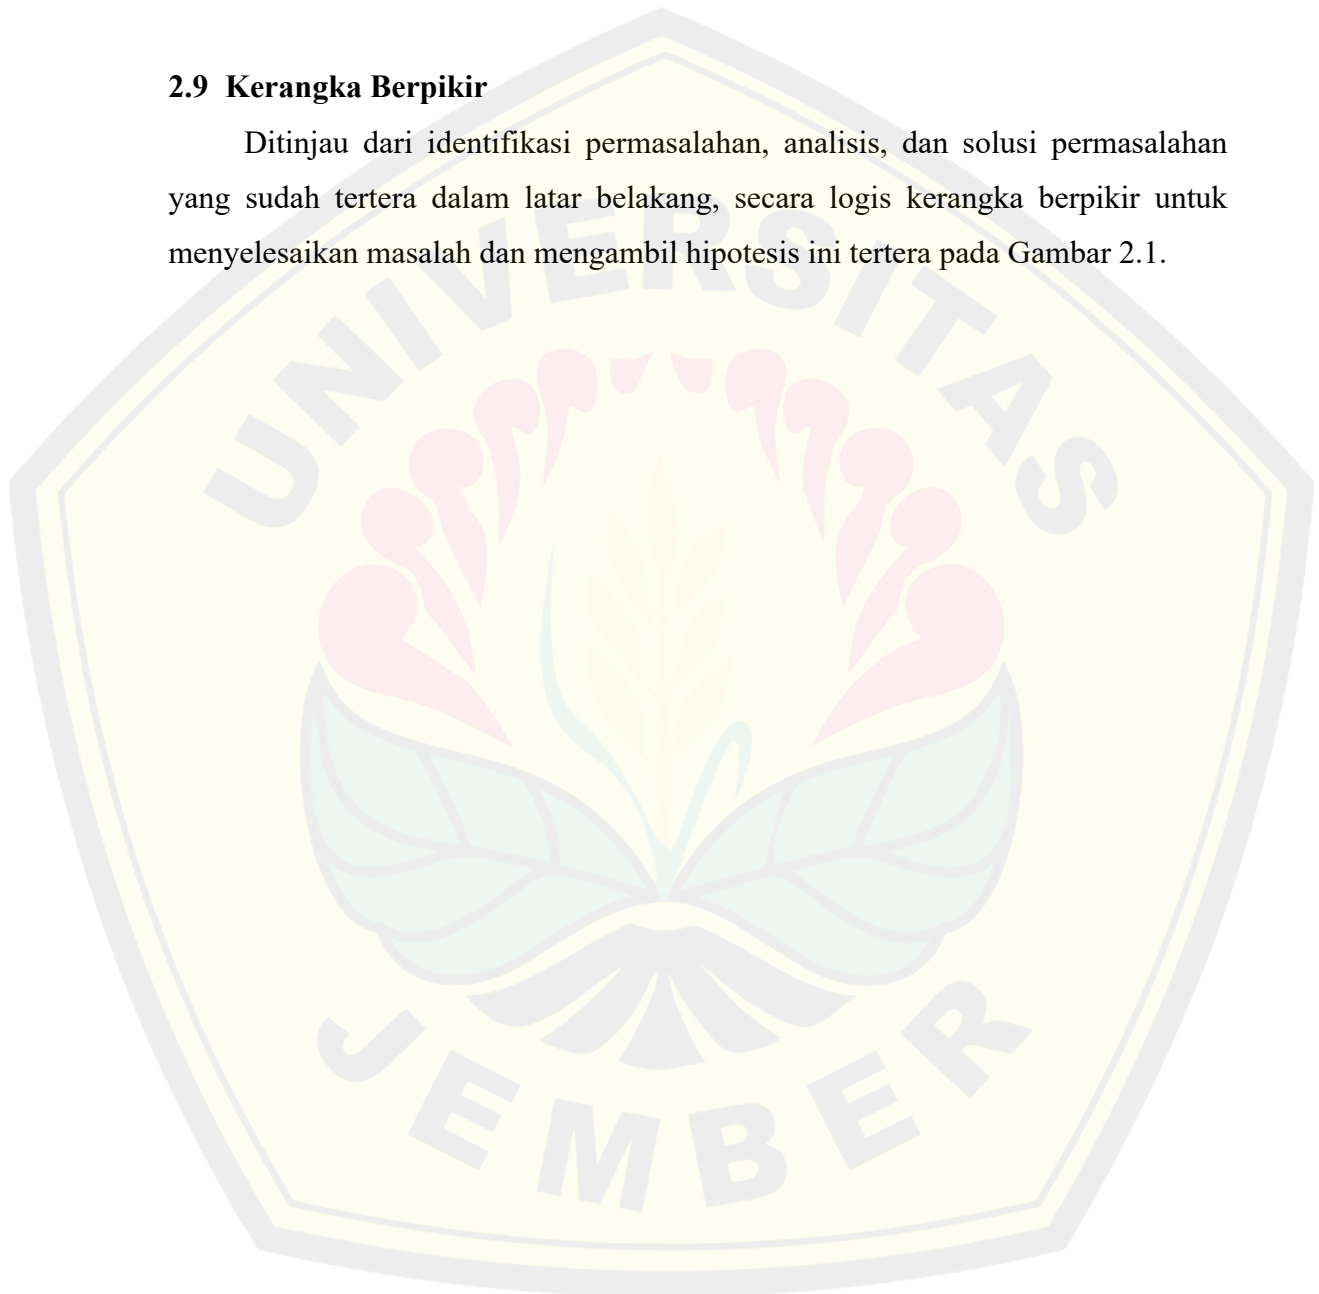 2.9 Kerangka Berpikir
Ditinjau dari identifikasi permasalahan, analisis, dan solusi permasalahan
yang sudah tertera dalam latar belakang, secara logis kerangka berpikir untuk
menyelesaikan masalah dan mengambil hipotesis ini tertera pada Gambar 2.1.
UNIVERSITAS
JEMBER